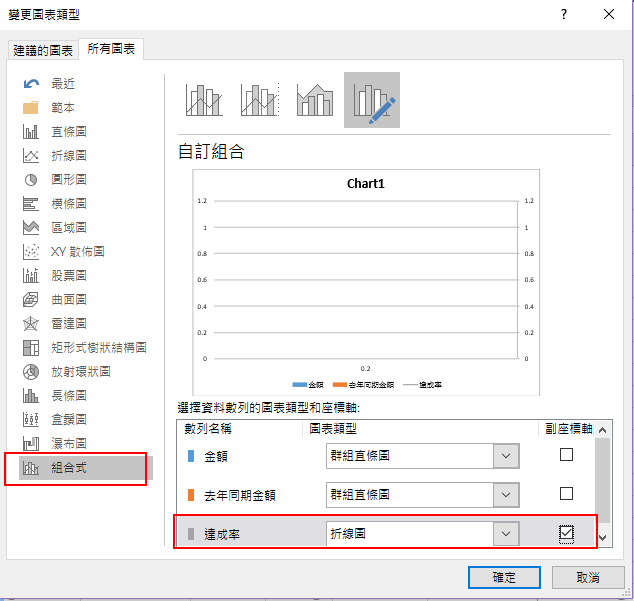 變更圖表類型
?
建議的圖表 所有圖表
最近
範本
直條圖
折線圖
圓形圖
橫條圖
區域圖
XY 散佈圖
股票圖
曲面圖
雷達圖
矩形式樹狀結構圖
放射環狀圖
長條圖
盒鬚圖
瀑布圖
組合式
自訂組合
Chart1
1.2 1.2
1 1
0.8 0.8
0.6 0.6
0.4 0.4
0.2 0.2
0 0
0.2
金額 去年同期金額 達成率
選擇資料數列的圖表類型和座標軸:
數列名稱 圖表類型 副座標軸
金額 群組直條圖
去年同期金額 群組直條圖
達成率 折線圖
確定 取消